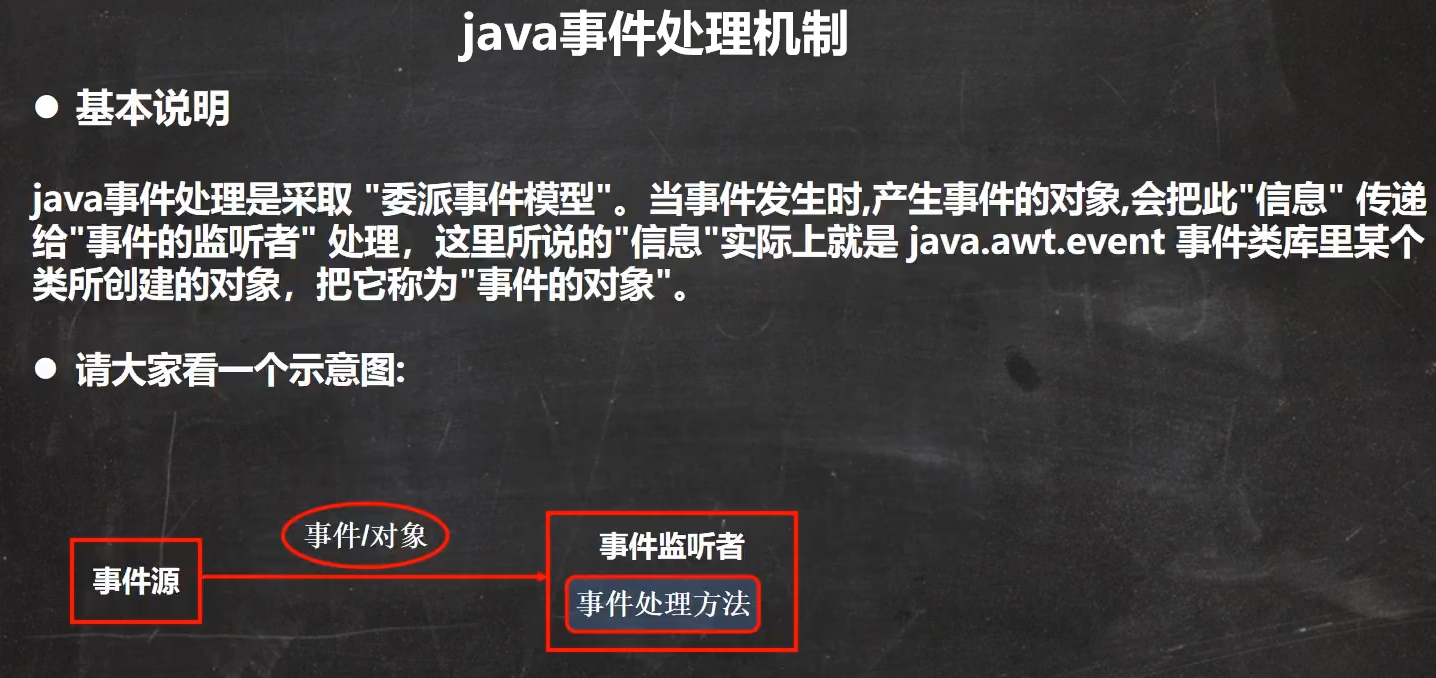 java事件处理机制
● 基本说明
java事件处理是采取 "委派事件模型"。当事件发生时,产生事件的对象,会把此"信息" 传递
给"事件的监听者" 处理，这里所说的"信息"实际上就是 java.awt.event 事件类库里某个
类所创建的对象，把它称为"事件的对象"。
● 请大家看一个示意图:
事件/对象
事件源
事件监听者
事件处理方法